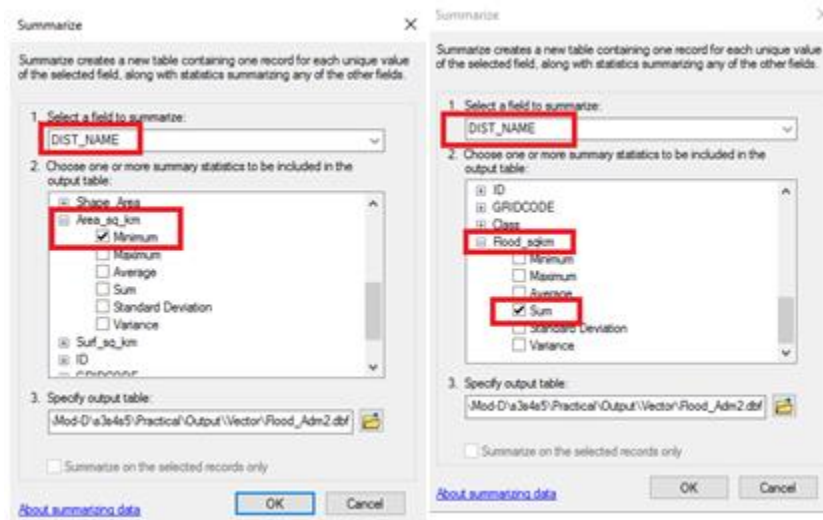 Summarize
Summarize creates a new table containing one record for each unique value
of the selected field, along with statistics summarizing any of the other fields.
1. Select a field to summarize:
DIST_NAME
2. Choose one or more summary statistics to be included in the
output table:
Shape_Area
Area_sq_km
Minimum
Maximum
Average
Sum
Standard Deviation
Variance
Surf_sq_km
ID
GRIDCODE
3. Specify output table:
\Mod-D\a3e4e5\Practical\Output\Vector\Flood_Adm2.dbf
Summarize on the selected records only
About summarizing data
OK
Cancel
Summarize
Summarize creates a new table containing one record for each unique value
of the selected field, along with statistics summarizing any of the other fields.
1. Select a field to summarize:
DIST_NAME
2. Choose one or more summary statistics to be included in the
output table:
ID
GRIDCODE
Class
Flood_sqkm
Minimum
Maximum
Average
Sum
Standard Deviation
Variance
3. Specify output table:
\Mod-D\a3e4e5\Practical\Output\Vector\Flood_Adm2.dbf
Summarize on the selected records only
About summarizing data
OK
Cancel